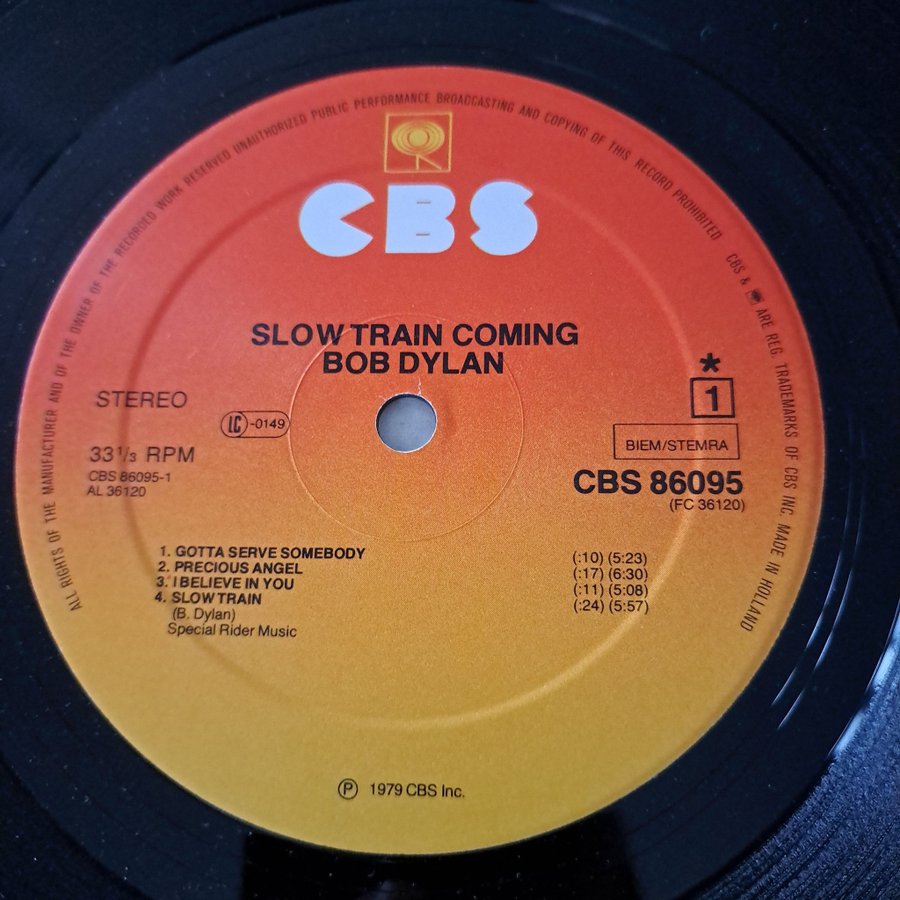 ALL RIGHTS OF THE MANUFACTURER AND OF THE OWNER OF THE RECORDED WORK RESERVED UNAUTHORIZED PUBLIC PERFORMANCE BROADCASTING AND COPYING OF THIS RECORD PROHIBITED
CBS & ARE REG. TRADEMARKS OF CBS INC. MADE IN HOLLAND
CBS
SLOW TRAIN COMING
BOB DYLAN
STEREO
LC-0149
33 1/3 RPM
CBS 86095-1
AL 36120
*
1
BIEM/STEMRA
CBS 86095
(FC 36120)
1. GOTTA SERVE SOMEBODY (:10) (5:23)
2. PRECIOUS ANGEL (:17) (6:30)
3. I BELIEVE IN YOU (:11) (5:08)
4. SLOW TRAIN (:24) (5:57)
(B. Dylan)
Special Rider Music
℗ 1979 CBS Inc.